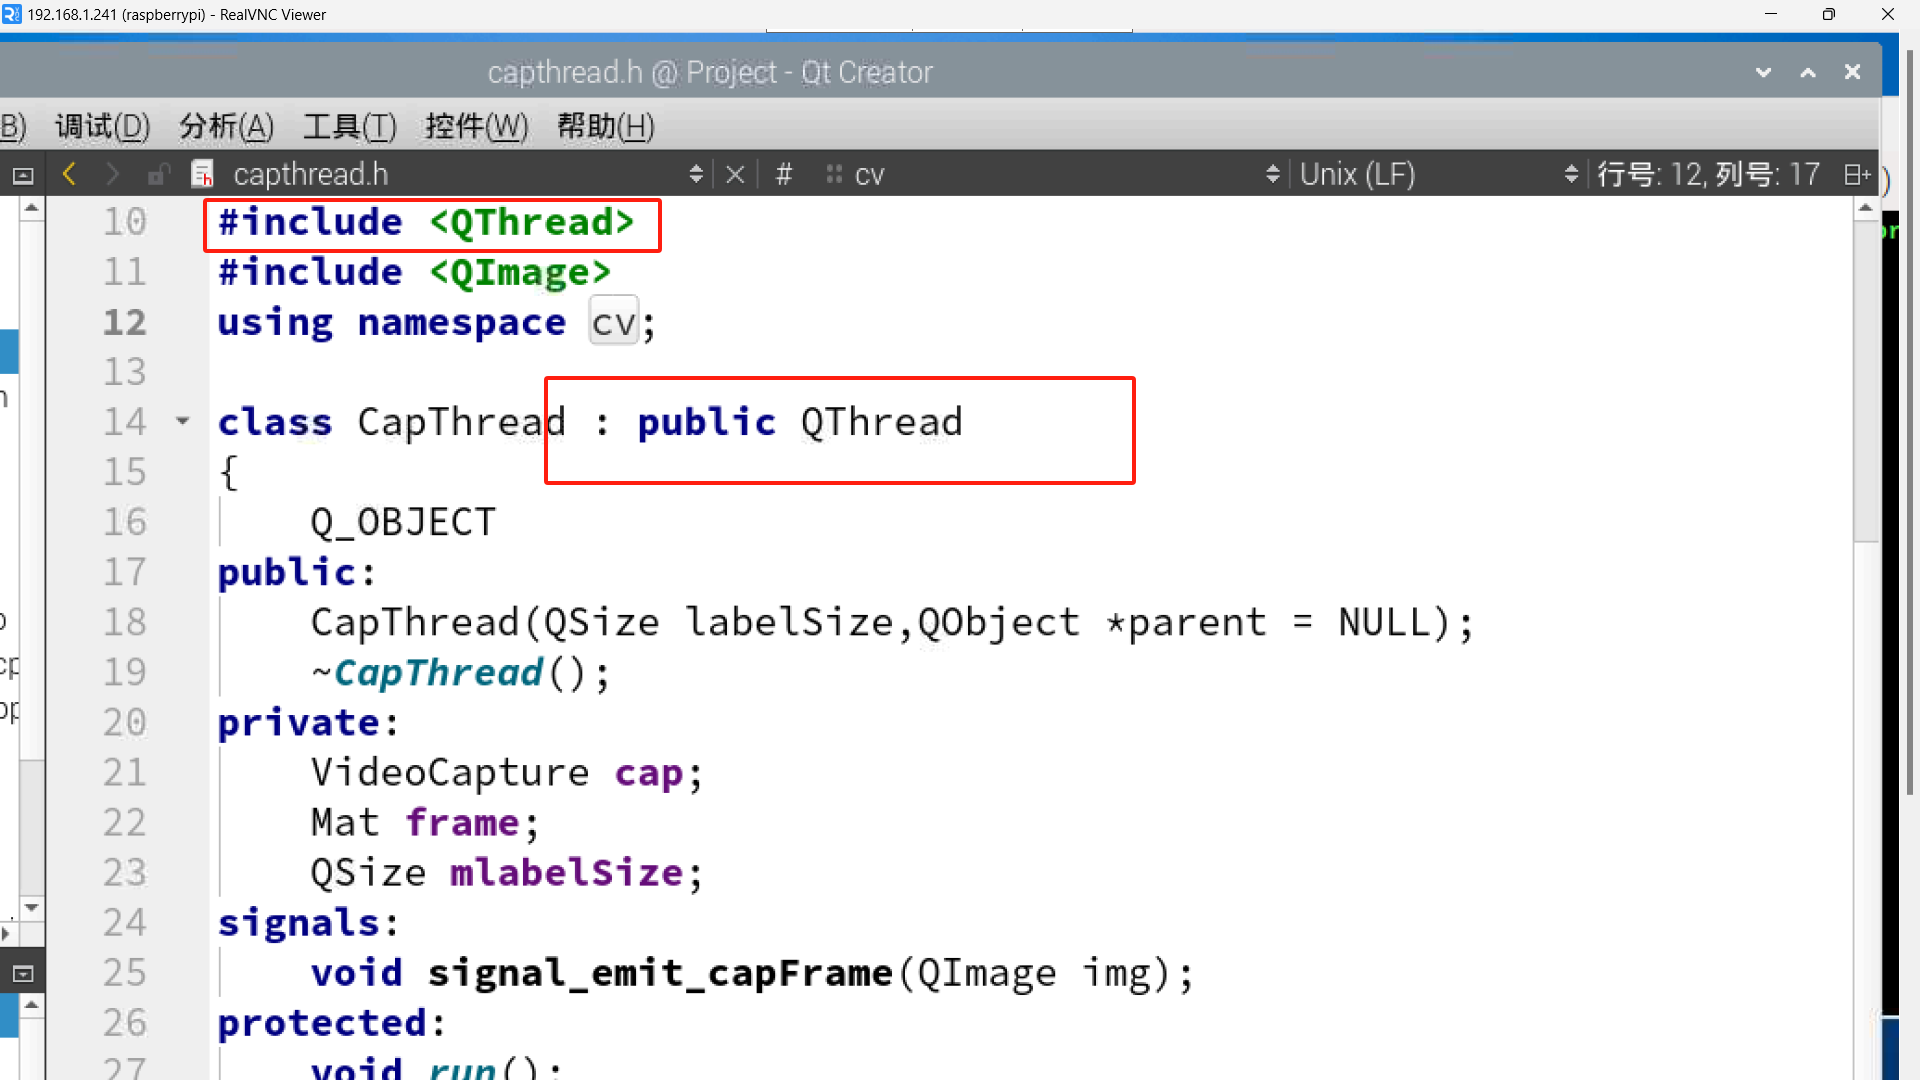 192.168.1.241 (raspberrypi) - RealVNC Viewer
capthread.h @ Project - Qt Creator
B) 调试(D) 分析(A) 工具(T) 控件(W) 帮助(H)
capthread.h # cv Unix (LF) 行号: 12, 列号: 17
10 #include <QThread>
11 #include <QImage>
12 using namespace cv;
13
14 class CapThread : public QThread
15 {
16 Q_OBJECT
17 public:
18 CapThread(QSize labelSize,QObject *parent = NULL);
19 ~CapThread();
20 private:
21 VideoCapture cap;
22 Mat frame;
23 QSize mlabelSize;
24 signals:
25 void signal_emit_capFrame(QImage img);
26 protected:
27 void run();